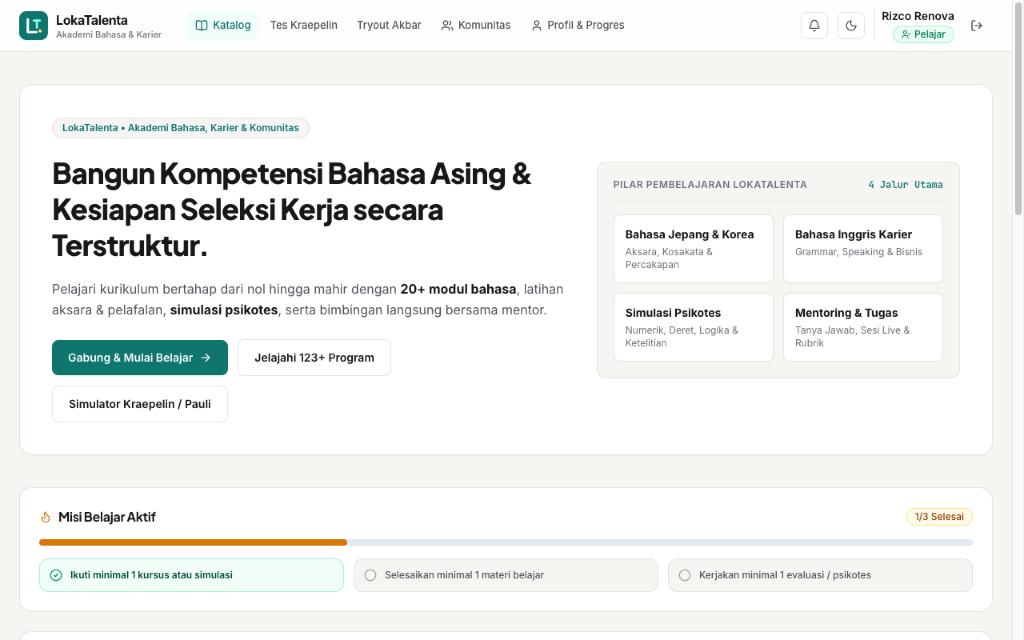 LokaTalenta
Akademi Bahasa & Karier
Katalog
Tes Kraepelin
Tryout Akbar
Komunitas
Profil & Progres
Rizco Renova
Pelajar
LokaTalenta • Akademi Bahasa, Karier & Komunitas
Bangun Kompetensi Bahasa Asing &
Kesiapan Seleksi Kerja secara
Terstruktur.
Pelajari kurikulum bertahap dari nol hingga mahir dengan 20+ modul bahasa, latihan
aksara & pelafalan, simulasi psikotes, serta bimbingan langsung bersama mentor.
Gabung & Mulai Belajar →
Jelajahi 123+ Program
Simulator Kraepelin / Pauli
PILAR PEMBELAJARAN LOKATALENTA
4 Jalur Utama
Bahasa Jepang & Korea
Aksara, Kosakata &
Percakapan
Bahasa Inggris Karier
Grammar, Speaking & Bisnis
Simulasi Psikotes
Numerik, Deret, Logika &
Ketelitian
Mentoring & Tugas
Tanya Jawab, Sesi Live &
Rubrik
Misi Belajar Aktif
1/3 Selesai
Ikuti minimal 1 kursus atau simulasi
Selesaikan minimal 1 materi belajar
Kerjakan minimal 1 evaluasi / psikotes